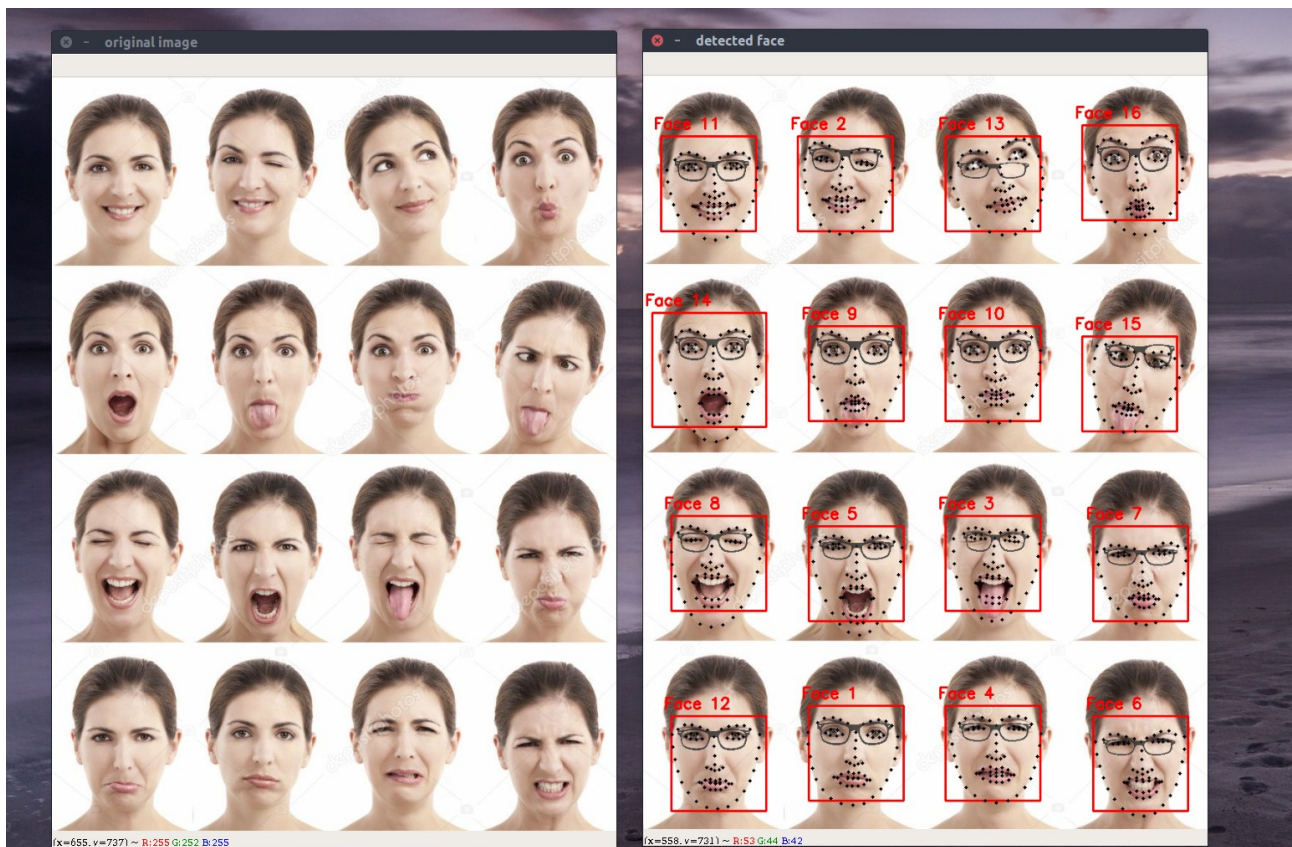 original image
detected face
Face 11
Face 2
Face 13
Face 16
Face 14
Face 9
Face 10
Face 15
Face 8
Face 5
Face 3
Face 7
Face 12
Face 1
Face 4
Face 6
(x=655, y=737) ~ R:255 G:252 B:255
(x=558, y=731) ~ R:53 G:44 B:42
depositphotos